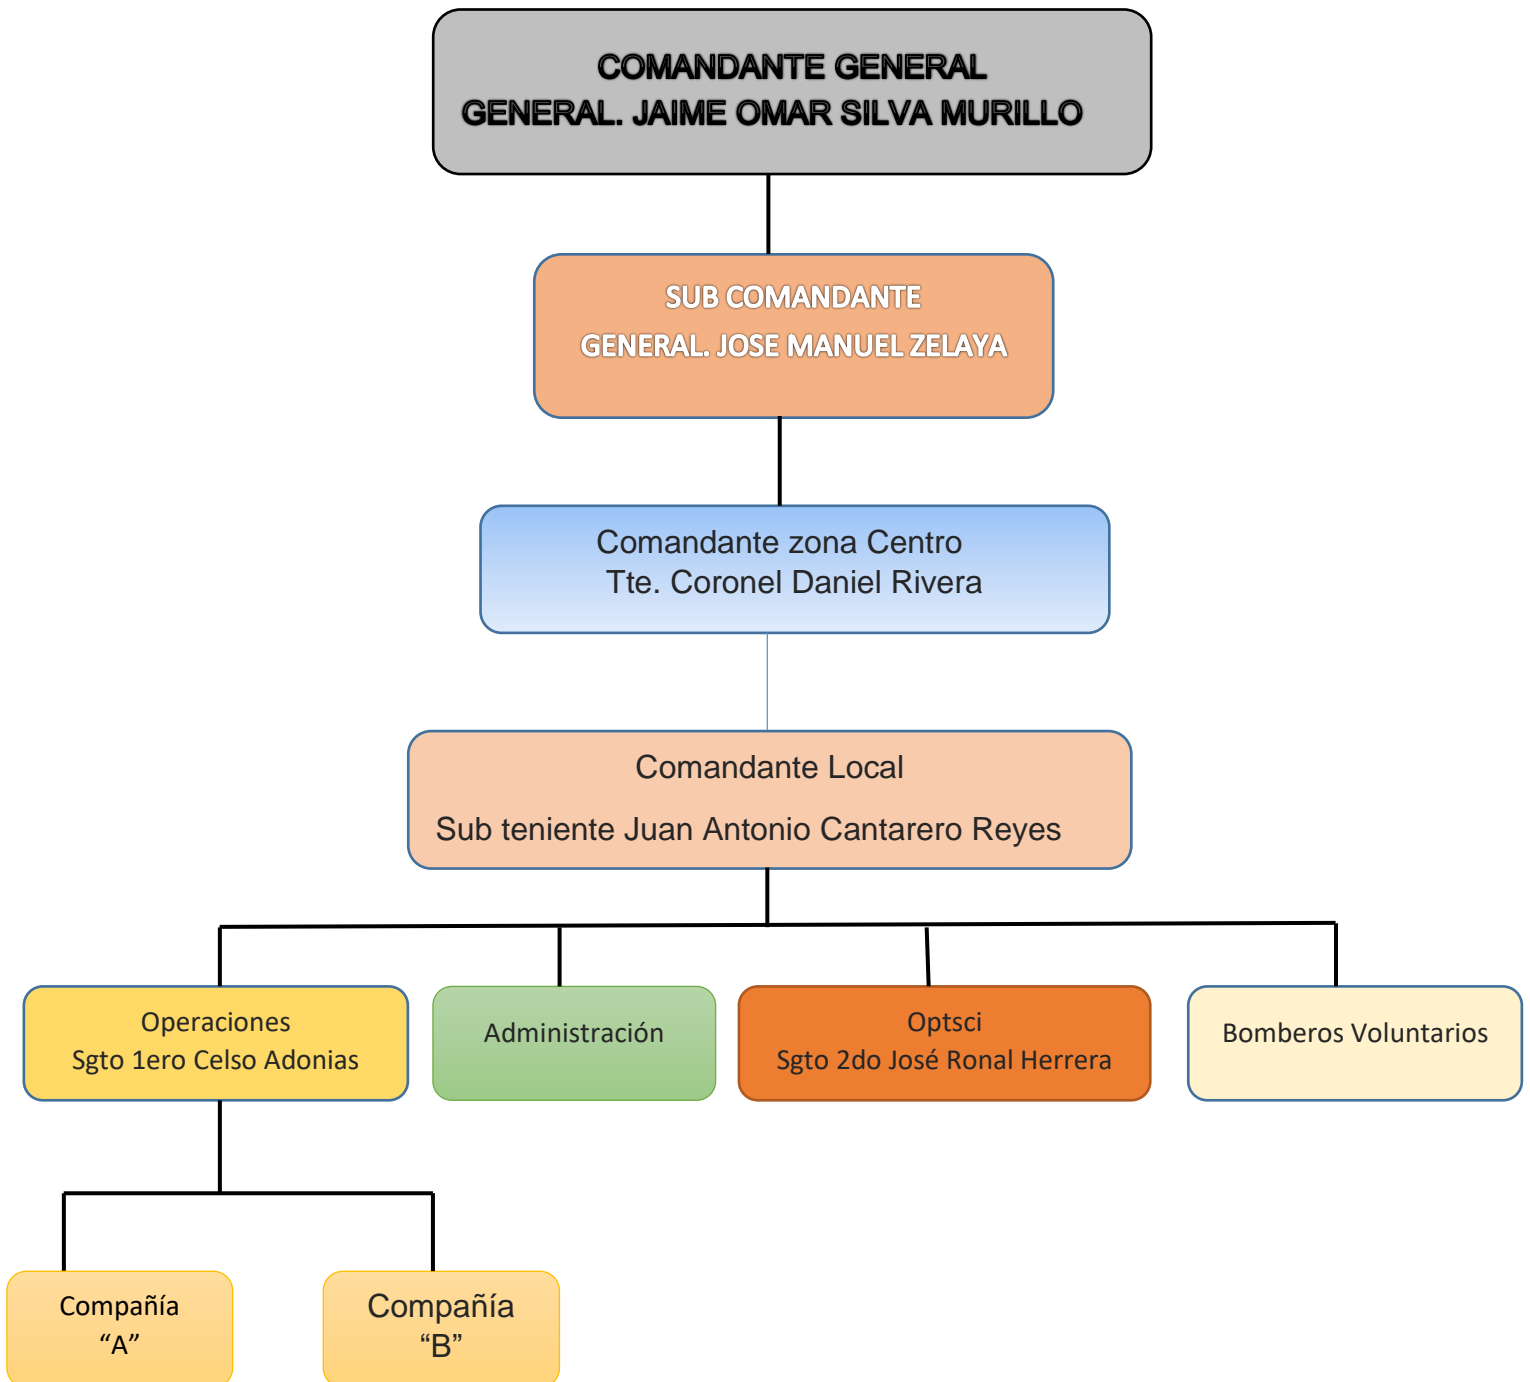 COMANDANTE GENERAL
GENERAL. JAIME OMAR SILVA MURILLO
SUB COMANDANTE
GENERAL. JOSE MANUEL ZELAYA
Comandante zona Centro
Tte. Coronel Daniel Rivera
Comandante Local
Sub teniente Juan Antonio Cantarero Reyes
Operaciones
Sgto 1ero Celso Adonias
Administración
Optsci
Sgto 2do José Ronal Herrera
Bomberos Voluntarios
Compañía
“A”
Compañía
“B”